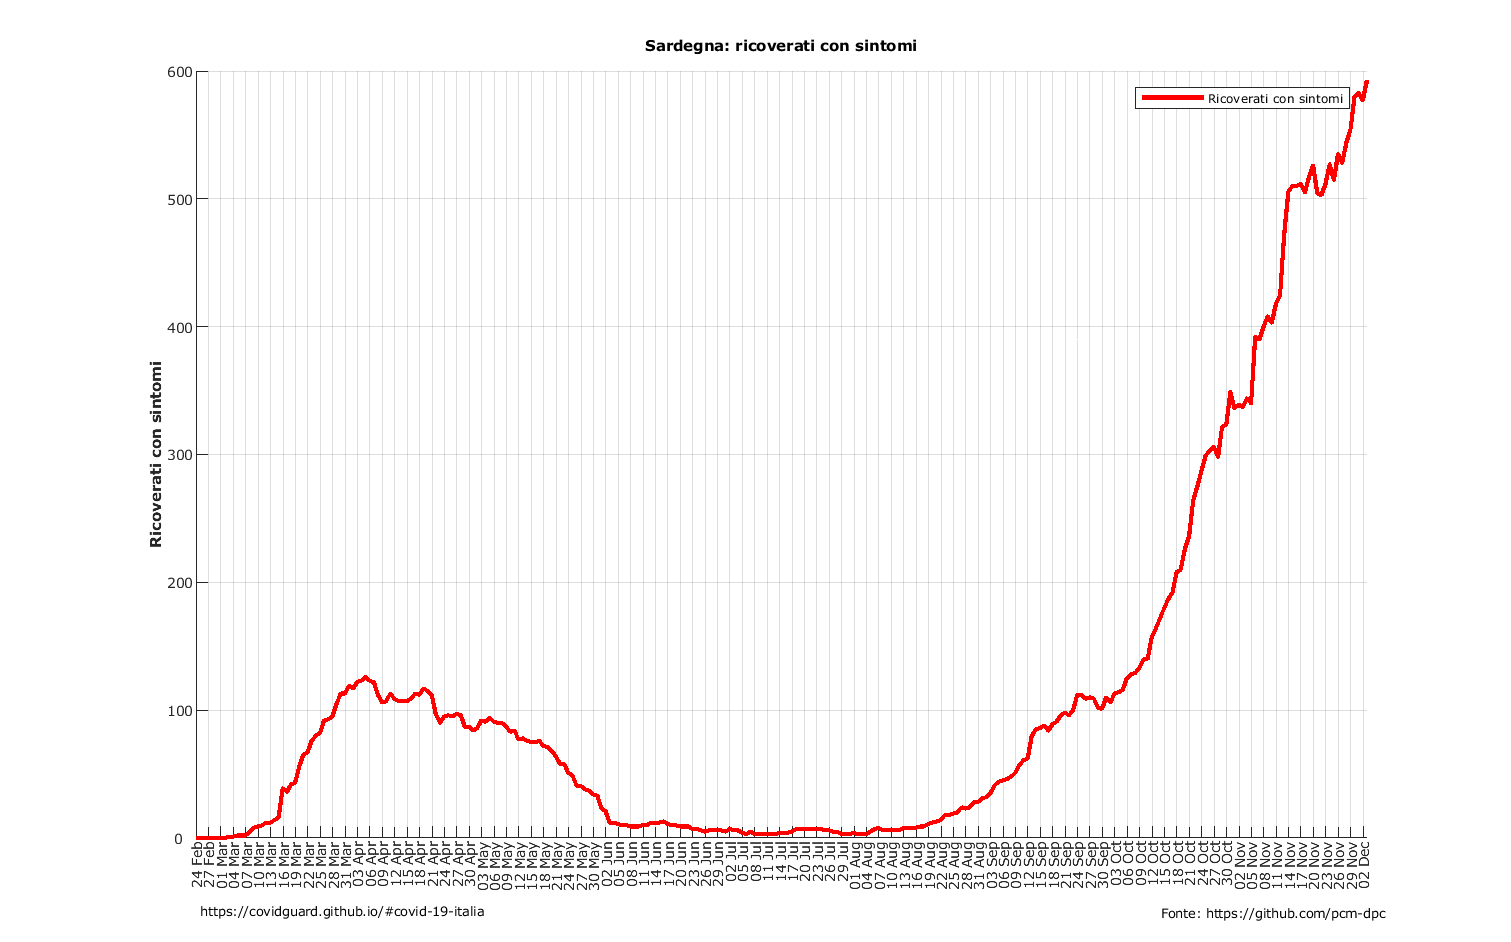 Sardegna: ricoverati con sintomi
600
500
400
300
200
100
0
Ricoverati con sintomi
Ricoverati con sintomi
24 Feb
27 Feb
01 Mar
04 Mar
07 Mar
10 Mar
13 Mar
16 Mar
19 Mar
22 Mar
25 Mar
28 Mar
31 Mar
03 Apr
06 Apr
09 Apr
12 Apr
15 Apr
18 Apr
21 Apr
24 Apr
27 Apr
30 Apr
03 May
06 May
09 May
12 May
15 May
18 May
21 May
24 May
27 May
30 May
02 Jun
05 Jun
08 Jun
11 Jun
14 Jun
17 Jun
20 Jun
23 Jun
26 Jun
29 Jun
02 Jul
05 Jul
08 Jul
11 Jul
14 Jul
17 Jul
20 Jul
23 Jul
26 Jul
29 Jul
01 Aug
04 Aug
07 Aug
10 Aug
13 Aug
16 Aug
19 Aug
22 Aug
25 Aug
28 Aug
31 Aug
03 Sep
06 Sep
09 Sep
12 Sep
15 Sep
18 Sep
21 Sep
24 Sep
27 Sep
30 Sep
03 Oct
06 Oct
09 Oct
12 Oct
15 Oct
18 Oct
21 Oct
24 Oct
27 Oct
30 Oct
02 Nov
05 Nov
08 Nov
11 Nov
14 Nov
17 Nov
20 Nov
23 Nov
26 Nov
29 Nov
02 Dec
https://covidguard.github.io/#covid-19-italia
Fonte: https://github.com/pcm-dpc